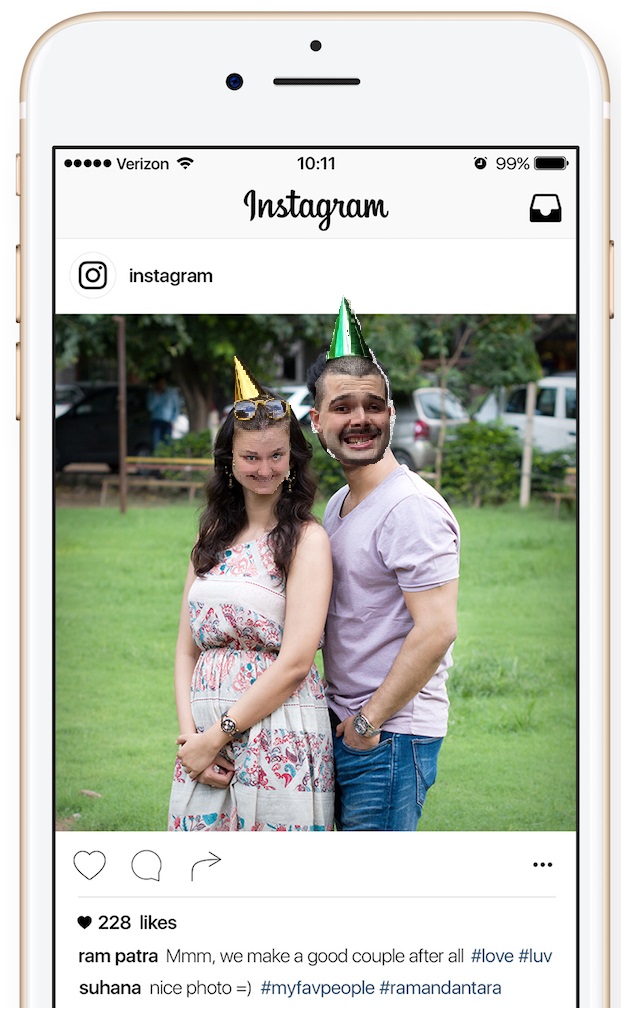 Verizon 10:11 99%
Instagram
instagram
228 likes
ram patra Mmm, we make a good couple after all #love #luv
suhana nice photo =) #myfavpeople #ramandantara